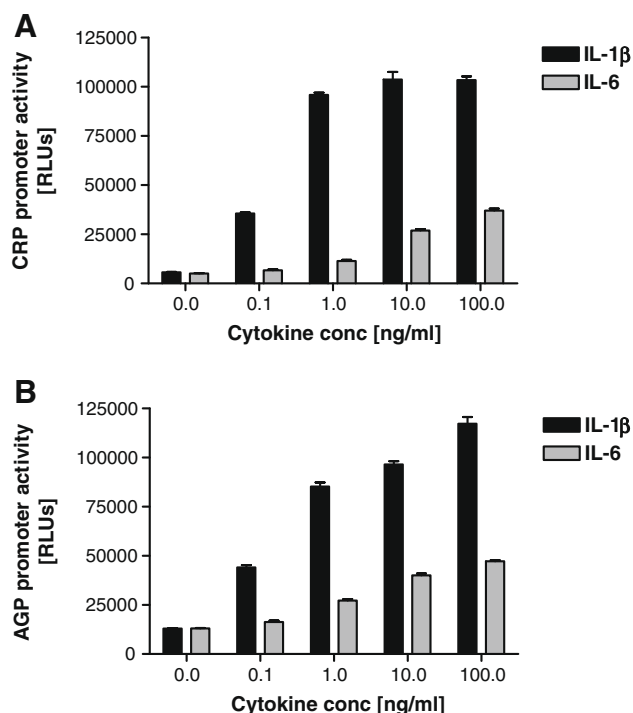 A
CRP promoter activity
[RLUs]
125000
100000
75000
50000
25000
0
0.0 0.1 1.0 10.0 100.0
Cytokine conc [ng/ml]
IL-1β
IL-6
B
AGP promoter activity
[RLUs]
125000
100000
75000
50000
25000
0
0.0 0.1 1.0 10.0 100.0
Cytokine conc [ng/ml]
IL-1β
IL-6